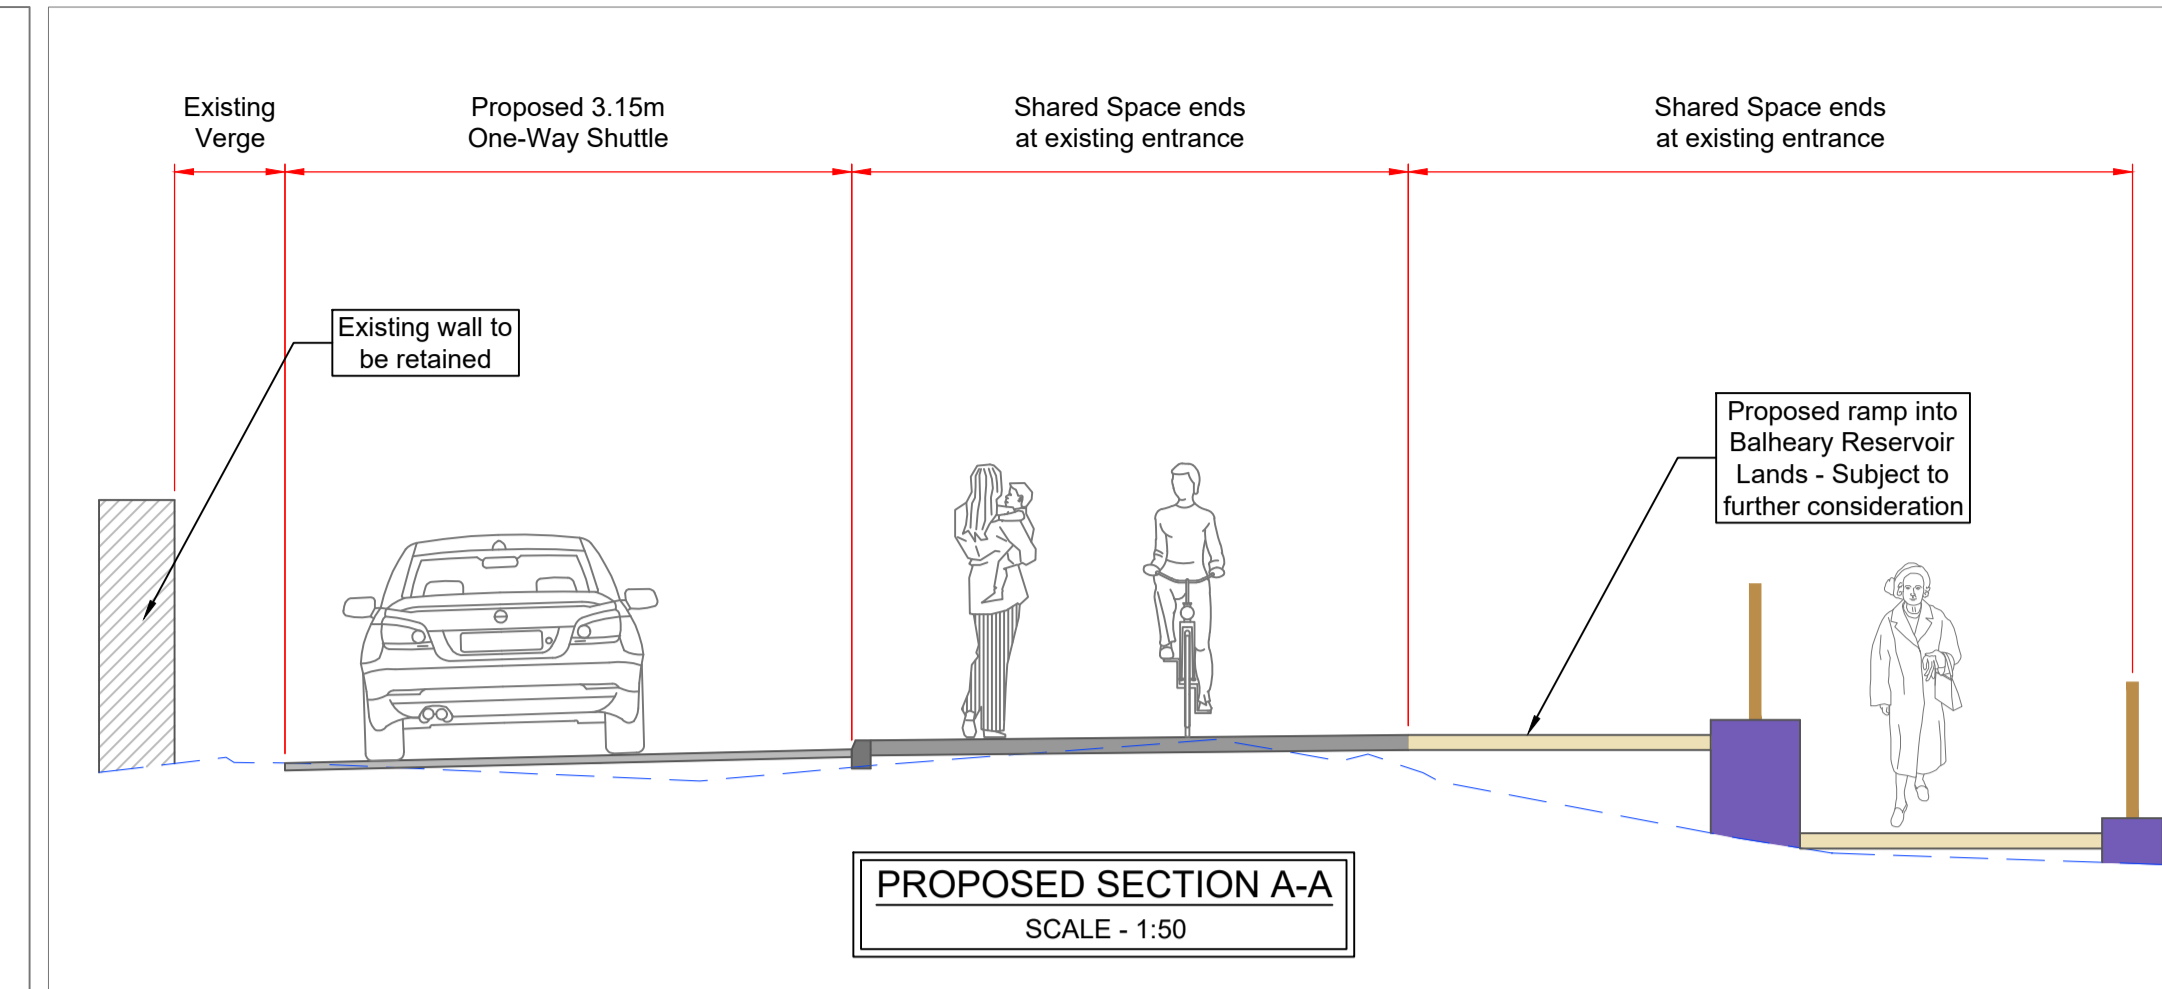 Existing
Verge
Proposed 3.15m
One-Way Shuttle
Shared Space ends
at existing entrance
Shared Space ends
at existing entrance
Existing wall to
be retained
Proposed ramp into
Balheary Reservoir
Lands - Subject to
further consideration
PROPOSED SECTION A-A
SCALE - 1:50